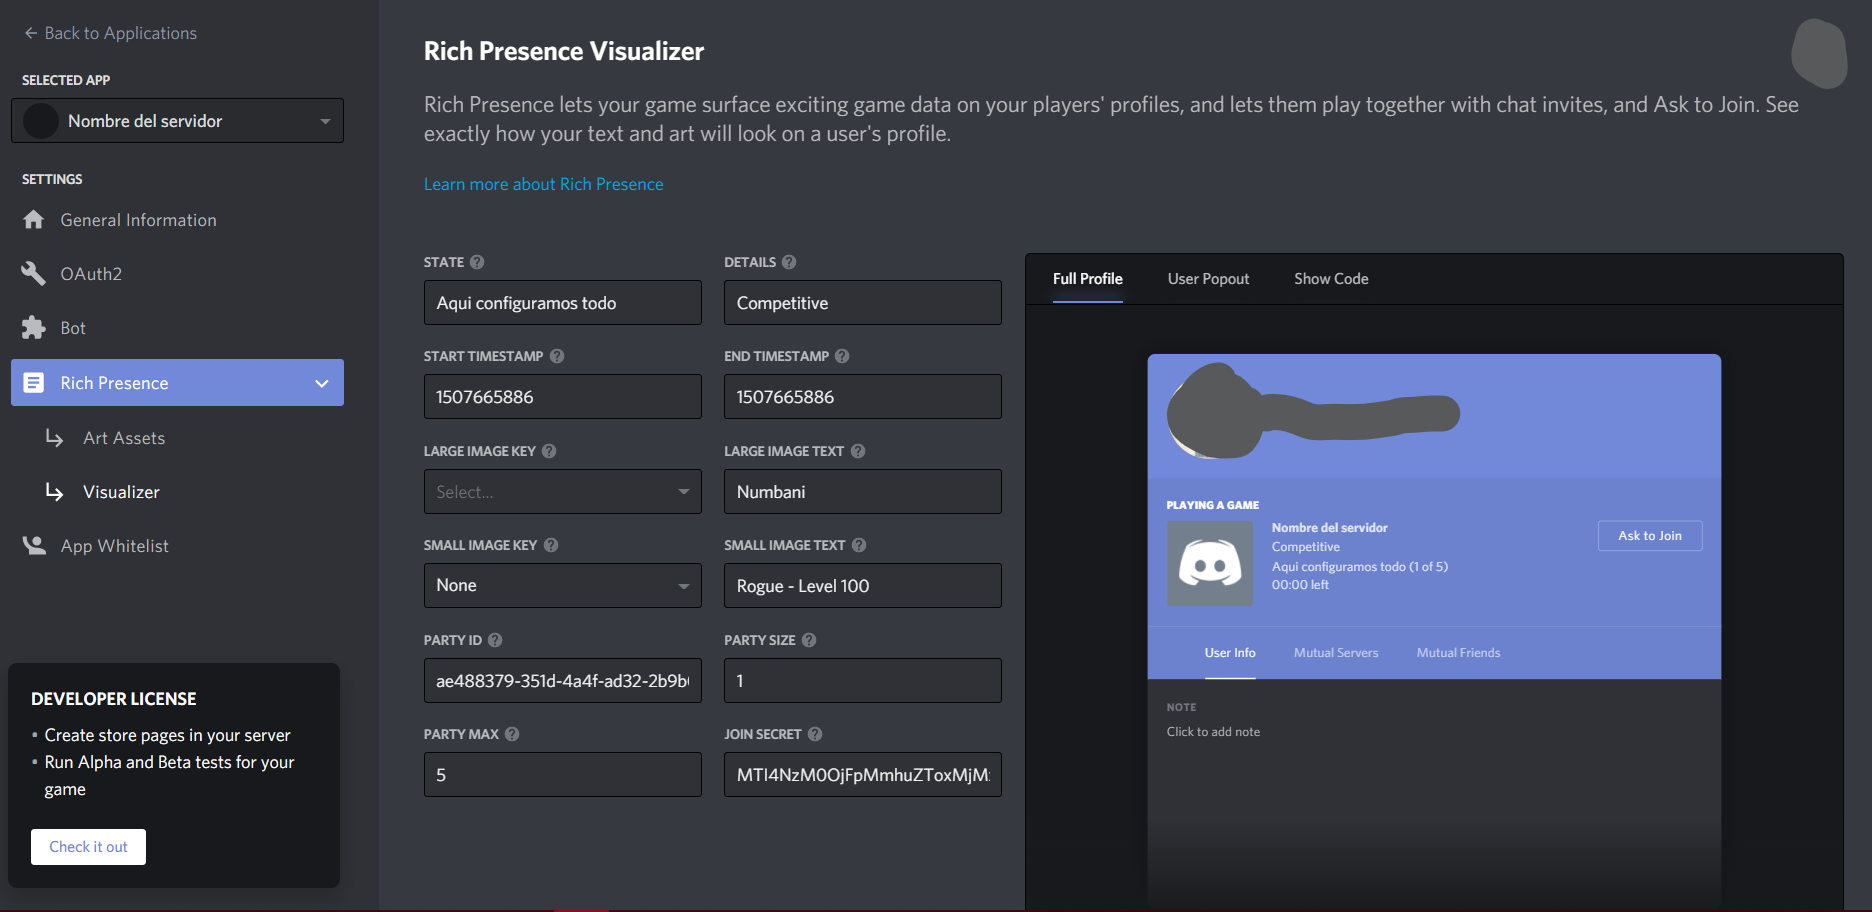 Back to Applications
SELECTED APP
Nombre del servidor
SETTINGS
General Information
OAuth2
Bot
Rich Presence
Art Assets
Visualizer
App Whitelist
DEVELOPER LICENSE
• Create store pages in your server
• Run Alpha and Beta tests for your
game
Check it out
Rich Presence Visualizer
Rich Presence lets your game surface exciting game data on your players' profiles, and lets them play together with chat invites, and Ask to Join. See
exactly how your text and art will look on a user's profile.
Learn more about Rich Presence
STATE
DETAILS
Aqui configuramos todo
Competitive
START TIMESTAMP
END TIMESTAMP
1507665886
1507665886
LARGE IMAGE KEY
LARGE IMAGE TEXT
Select...
Numbani
SMALL IMAGE KEY
SMALL IMAGE TEXT
None
Rogue - Level 100
PARTY ID
PARTY SIZE
ae488379-351d-4a4f-ad32-2b9b
1
PARTY MAX
JOIN SECRET
5
MTI4NzM0OjFpMmhuZToxMjM
Full Profile
User Popout
Show Code
PLAYING A GAME
Nombre del servidor
Competitive
Aqui configuramos todo (1 of 5)
00:00 left
Ask to Join
User Info
Mutual Servers
Mutual Friends
NOTE
Click to add note